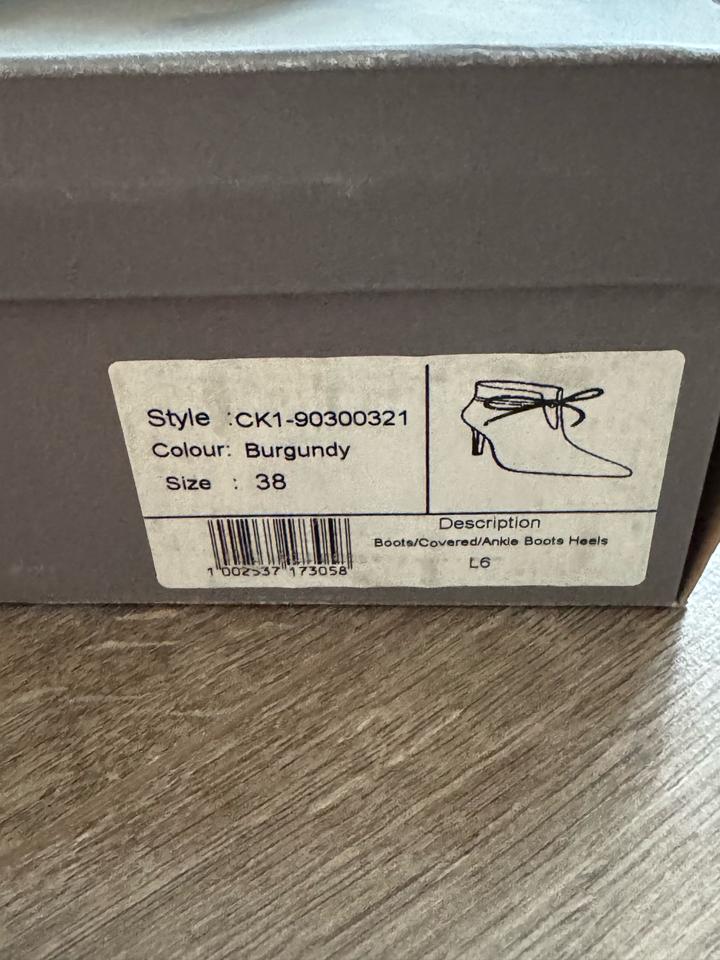 Style :CK1-90300321
Colour: Burgundy
Size : 38
1 002537 173058
Description
Boots/Covered/Ankle Boots Heels
L6